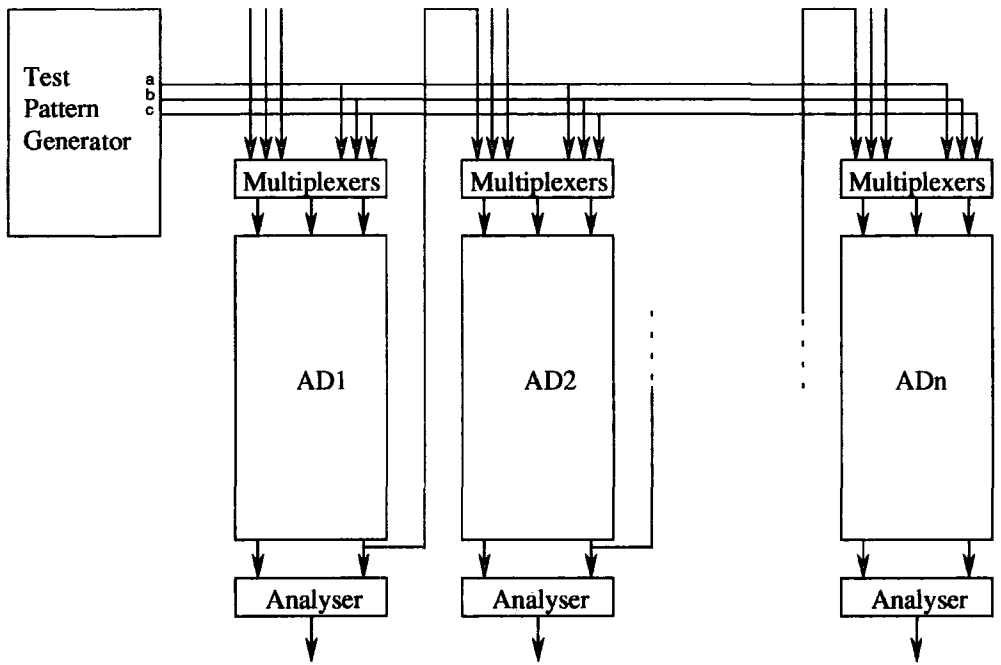 Test
Pattern
Generator
a
b
c
Multiplexers
Multiplexers
Multiplexers
AD1
AD2
ADn
Analyser
Analyser
Analyser